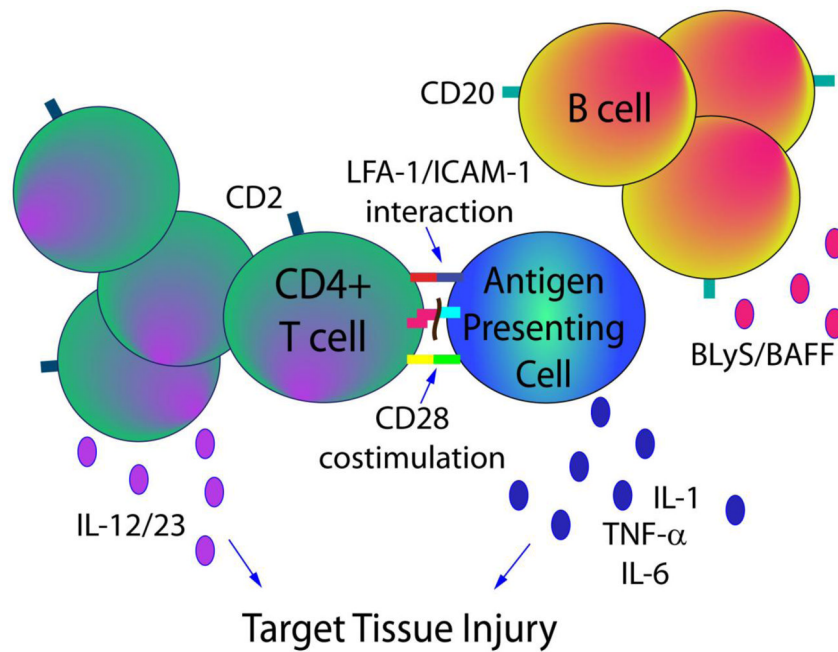 CD20
B cell
LFA-1/ICAM-1
interaction
CD2
CD4+
T cell
Antigen
Presenting
Cell
BLyS/BAFF
CD28
costimulation
IL-12/23
IL-1
TNF-α
IL-6
Target Tissue Injury